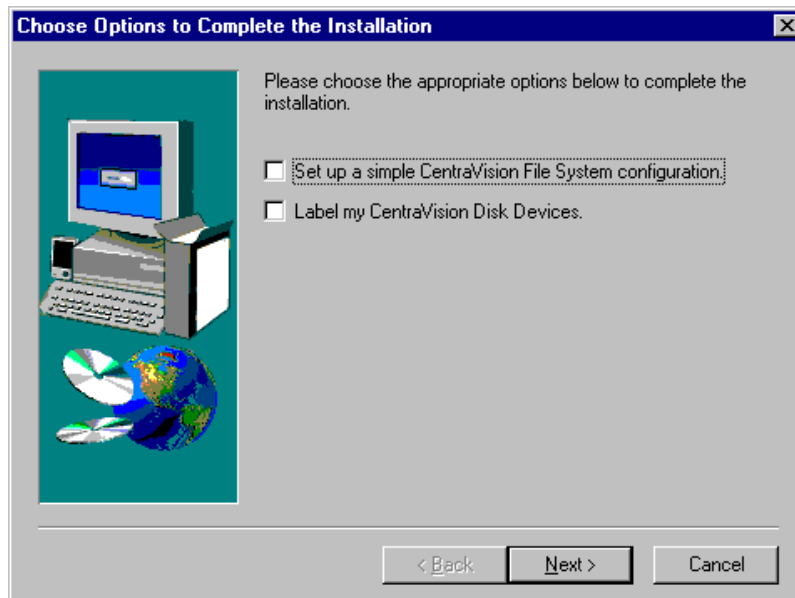 Choose Options to Complete the Installation
Please choose the appropriate options below to complete the
installation.
Set up a simple CentraVision File System configuration.
Label my CentraVision Disk Devices.
< Back
Next >
Cancel